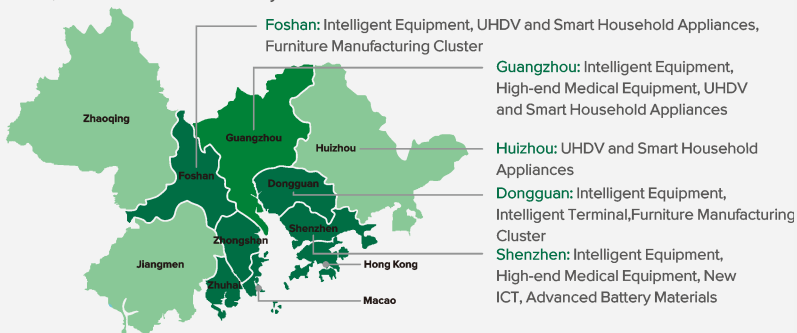 Foshan: Intelligent Equipment, UHDV and Smart Household Appliances,
Furniture Manufacturing Cluster
Guangzhou: Intelligent Equipment,
High-end Medical Equipment, UHDV
and Smart Household Appliances
Zhaoqing
Guangzhou
Huizhou
Huizhou: UHDV and Smart Household
Appliances
Foshan
Dongguan
Dongguan: Intelligent Equipment,
Intelligent Terminal,Furniture Manufacturing
Cluster
Shenzhen
Zhongshan
Shenzhen: Intelligent Equipment,
High-end Medical Equipment, New
ICT, Advanced Battery Materials
Jiangmen
Hong Kong
Zhuhai
Macao